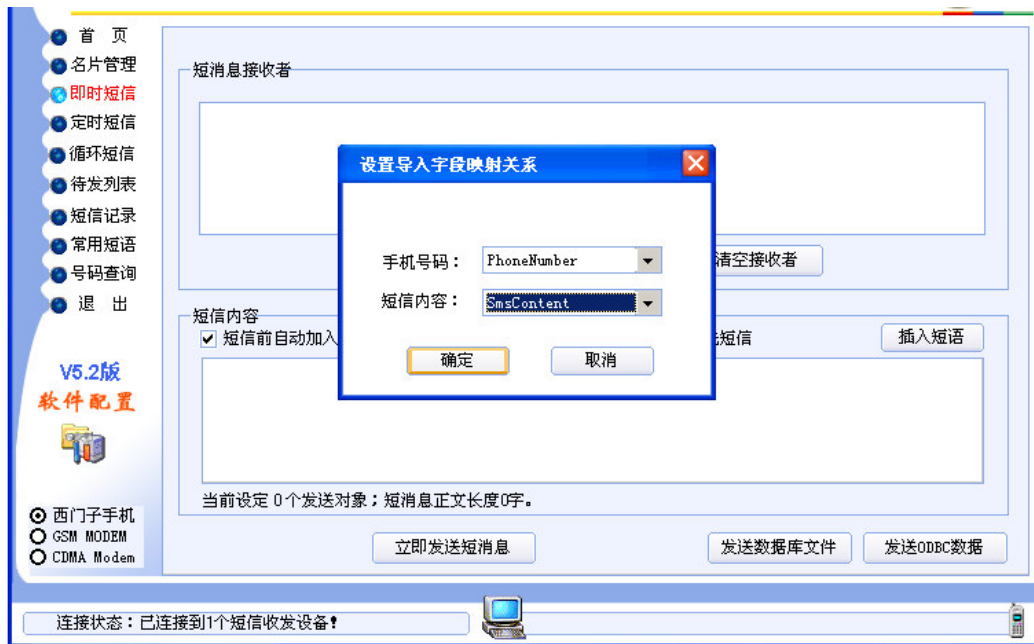 首 页
名片管理
即时短信
定时短信
循环短信
待发列表
短信记录
常用短语
号码查询
退 出
V5.2版
软件配置
西门子手机
GSM MODEM
CDMA Modem
短消息接收者
清空接收者
设置导入字段映射关系
手机号码： PhoneNumber
短信内容： SmsContent
确定 取消
短信内容
短信前自动加入 短信 插入短语
当前设定 0个发送对象；短消息正文长度0字。
立即发送短消息 发送数据库文件 发送ODBC数据
连接状态：已连接到1个短信收发设备!